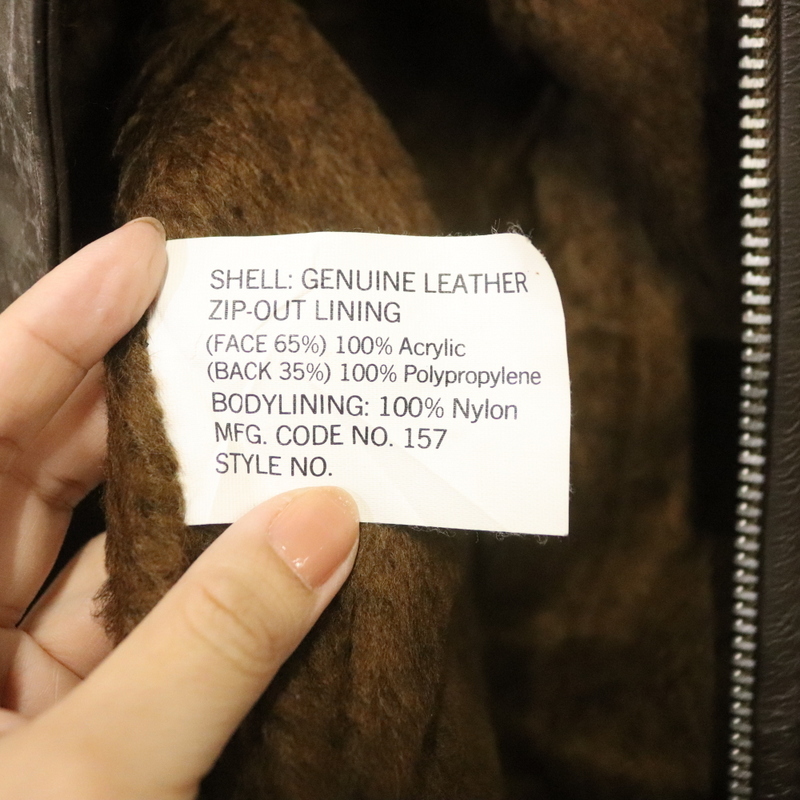 SHELL: GENUINE LEATHER
ZIP-OUT LINING
(FACE 65%) 100% Acrylic
(BACK 35%) 100% Polypropylene
BODYLINING: 100% Nylon
MFG. CODE NO. 157
STYLE NO.